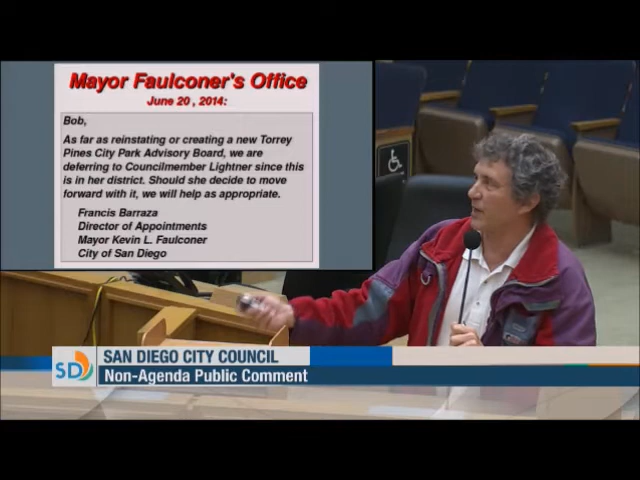 Mayor Faulconer's Office
June 20 , 2014:
Bob,
As far as reinstating or creating a new Torrey
Pines City Park Advisory Board, we are
deferring to Councilmember Lightner since this
is in her district. Should she decide to move
forward with it, we will help as appropriate.
Francis Barraza
Director of Appointments
Mayor Kevin L. Faulconer
City of San Diego
SD
SAN DIEGO CITY COUNCIL
Non-Agenda Public Comment